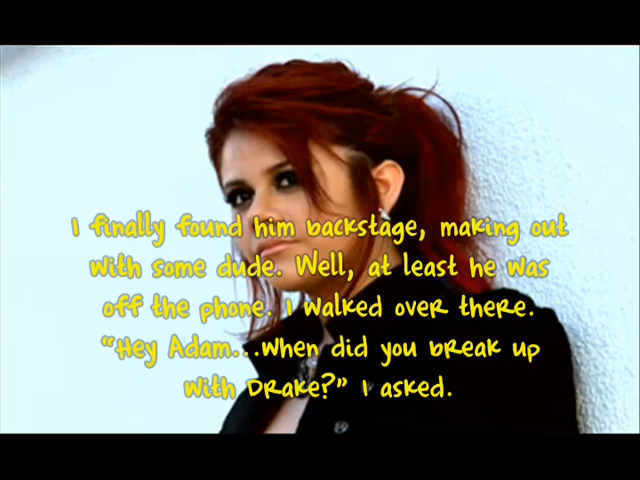 I finally found him backstage, making out
with some dude. Well, at least he was
off the phone. I walked over there.
“Hey Adam...when did you break up
with Drake?” I asked.